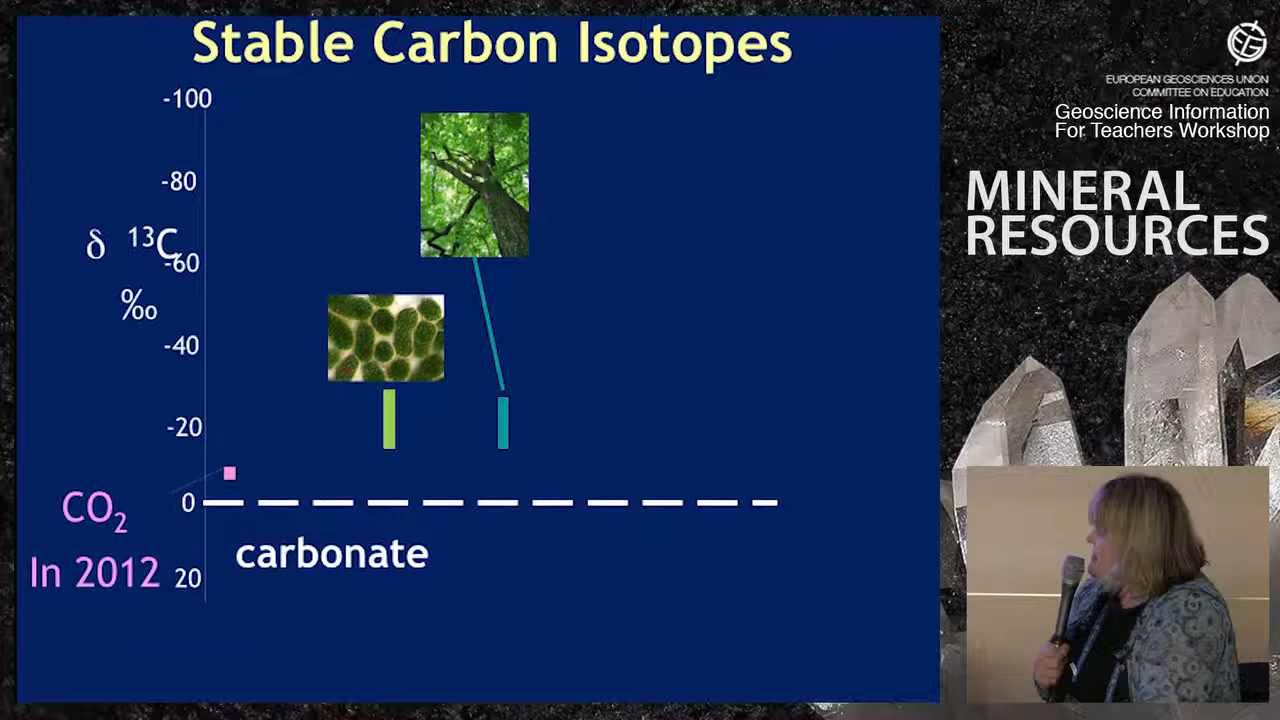 Stable Carbon Isotopes
-100
-80
δ ¹³C
-60
‰
-40
-20
0
CO₂
In 2012
20
carbonate
EUROPEAN GEOSCIENCES UNION
COMMITTEE ON EDUCATION
Geoscience Information
For Teachers Workshop
MINERAL
RESOURCES